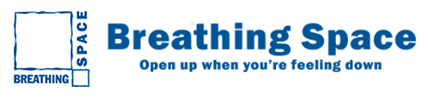 BREATHING
SPACE
Breathing Space
Open up when you're feeling down